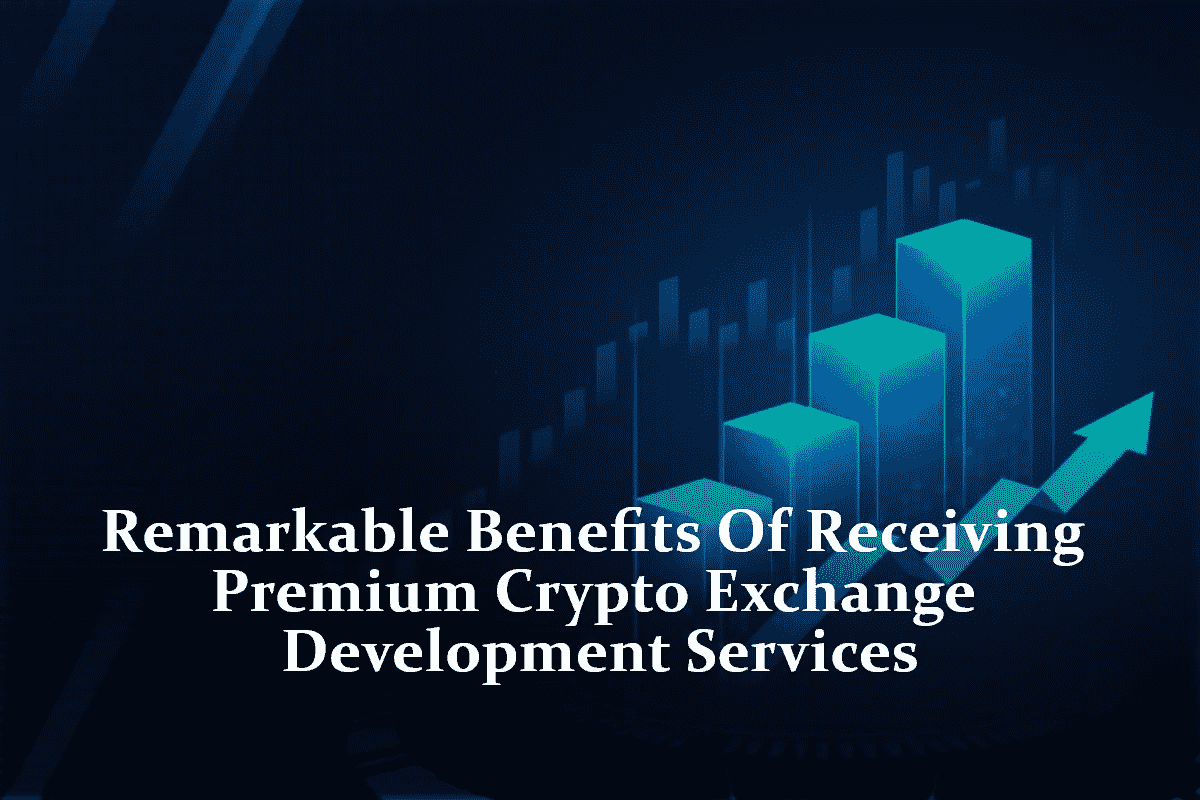 Remarkable Benefits Of Receiving
Premium Crypto Exchange
Development Services